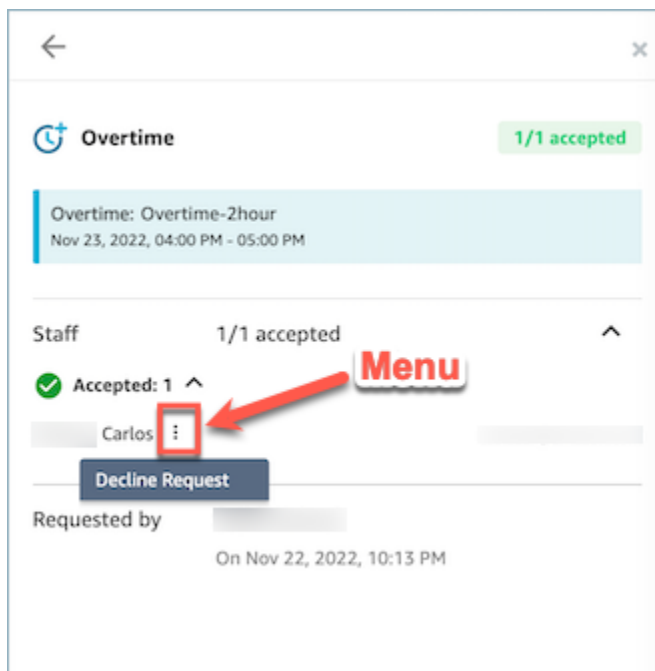 Overtime
1/1 accepted
Overtime: Overtime-2hour
Nov 23, 2022, 04:00 PM - 05:00 PM
Staff
1/1 accepted
Menu
Accepted: 1
Carlos
Decline Request
Requested by
On Nov 22, 2022, 10:13 PM